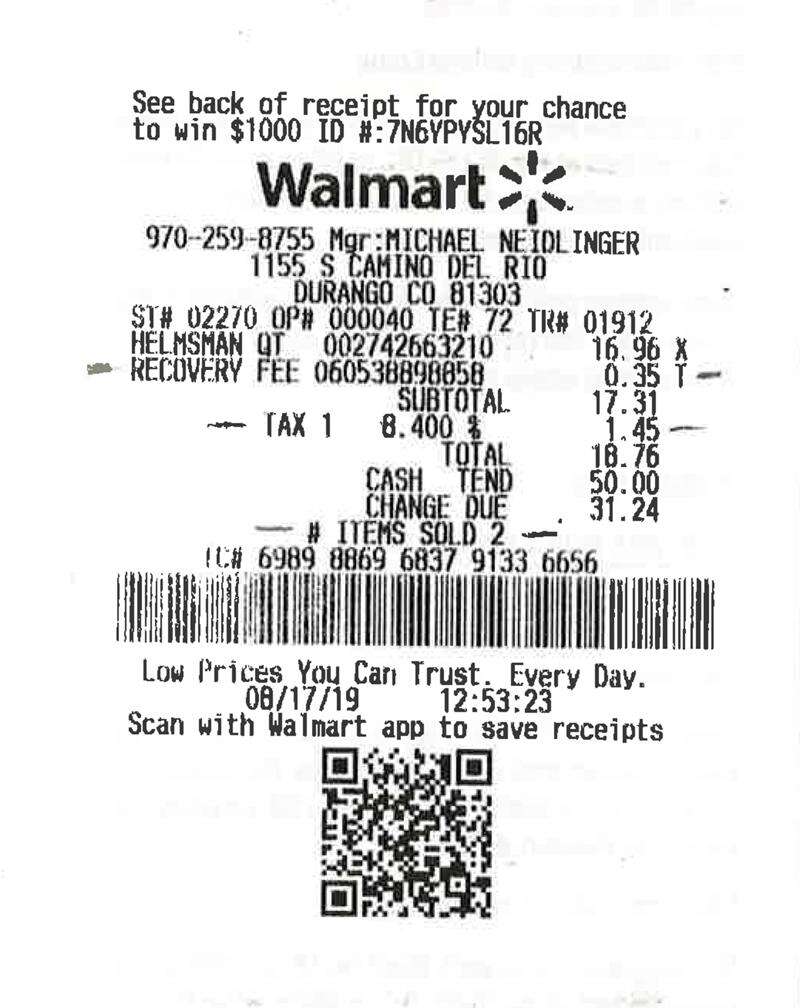 See back of receipt for your chance
to win $1000 ID #:7N6YPYSL16R
Walmart
970-259-8755 Mgr:MICHAEL NEIDLINGER
1155 S CAMINO DEL RIO
DURANGO CO 81303
ST# 02270 OP# 000040 TE# 72 TR# 01912
HELMSMAN QT 002742663210 16.96 X
RECOVERY FEE 060538898858 0.35 T
SUBTOTAL 17.31
TAX 1 8.400 % 1.45
TOTAL 18.76
CASH TEND 50.00
CHANGE DUE 31.24
# ITEMS SOLD 2
TC# 6989 8869 6837 9133 6656
Low Prices You Can Trust. Every Day.
08/17/19 12:53:23
Scan with Walmart app to save receipts